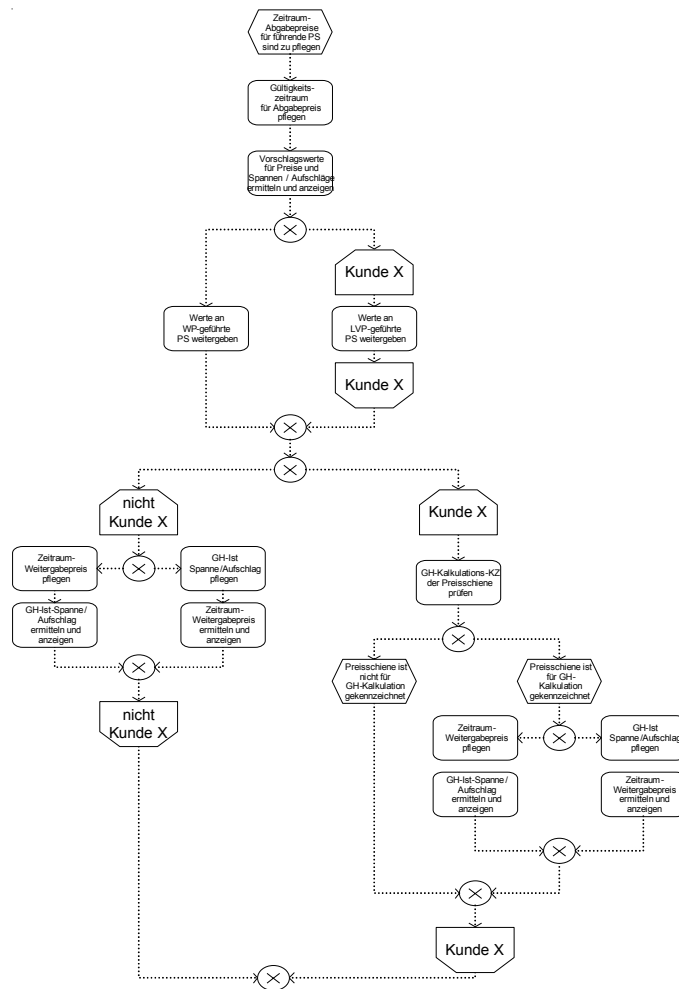 Zeitraum-
Abgabepreise
für führende PS
sind zu pflegen
Gültigkeits-
zeitraum
für Abgabepreis
pflegen
Vorschlagswerte
für Preise und
Spannen / Aufschläge
ermitteln und anzeigen
Kunde X
Werte an
WP-geführte
PS weitergeben
Werte an
LVP-geführte
PS weitergeben
Kunde X
nicht
Kunde X
Kunde X
Zeitraum-
Weitergabepreis
pflegen
GH-Ist
Spanne/Aufschlag
pflegen
GH-Kalkulations-KZ
der Preisschiene
prüfen
GH-Ist-Spanne/
Aufschlag
ermitteln und
anzeigen
Zeitraum-
Weitergabepreis
ermitteln und
anzeigen
Preisschiene ist
nicht für
GH-Kalkulation
gekennzeichnet
Preisschiene ist
für GH-
Kalkulation
gekennzeichnet
nicht
Kunde X
Zeitraum-
Weitergabepreis
pflegen
GH-Ist
Spanne/Aufschlag
pflegen
GH-Ist-Spanne/
Aufschlag
ermitteln und
anzeigen
Zeitraum-
Weitergabepreis
ermitteln und
anzeigen
Kunde X